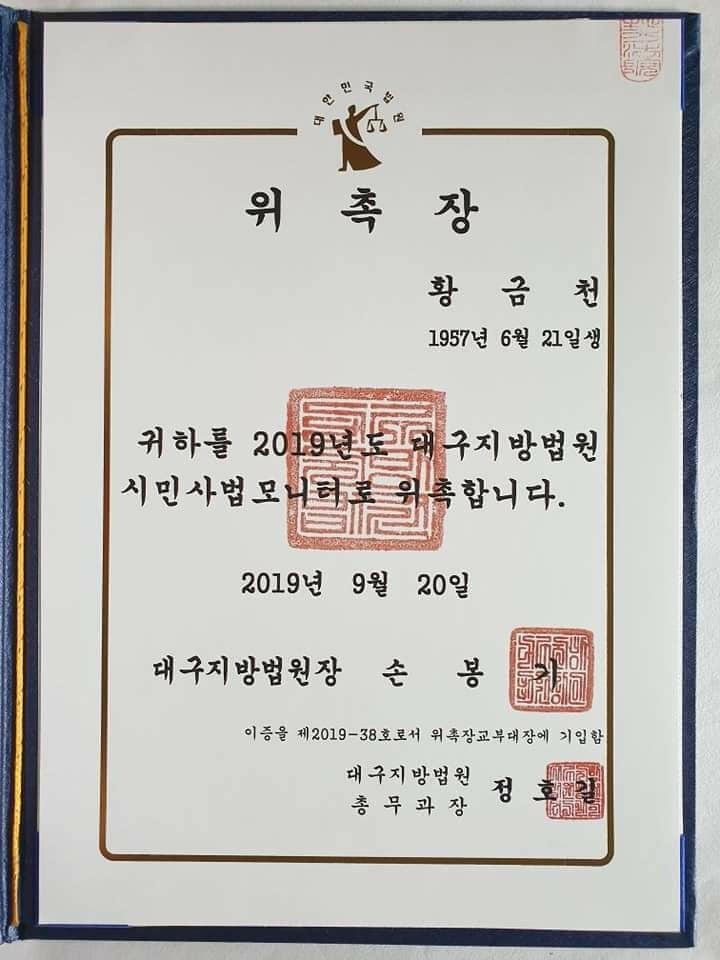 대한민국법원
위 촉 장
황 금 천
1957년 6월 21일생
귀하를 2019년도 대구지방법원
시민사법모니터로 위촉합니다.
2019년 9월 20일
대구지방법원장 손 봉 기
이증을 제2019-38호로서 위촉장교부대장에 기입함
대구지방법원
총무과장 정 호 길